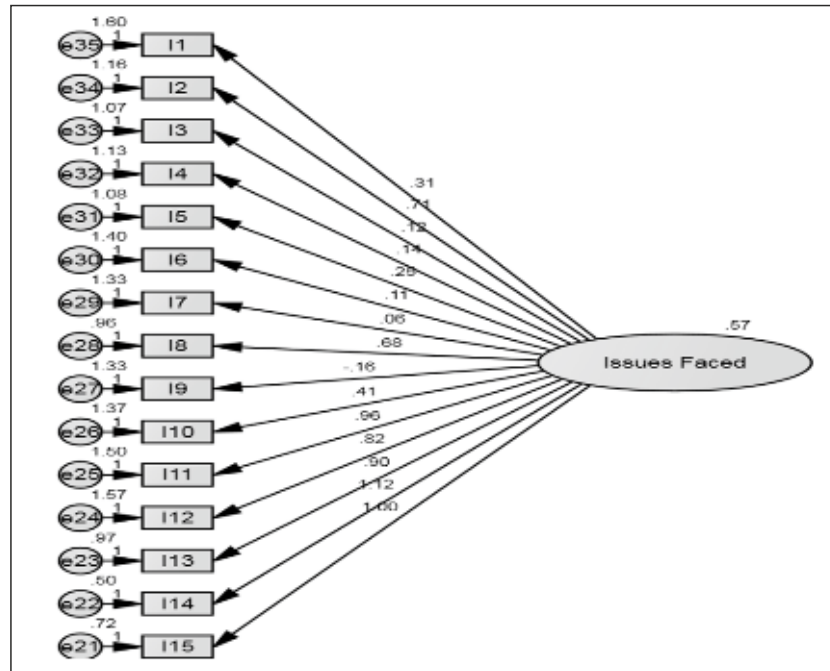 1.60
e35 1 I1
1.16
e34 1 I2
1.07
e33 1 I3
1.13
e32 1 I4
1.08
e31 1 I5
1.40
e30 1 I6
1.33
e29 1 I7
.96
e28 1 I8
1.33
e27 1 I9
1.37
e26 1 I10
1.50
e25 1 I11
1.57
e24 1 I12
.97
e23 1 I13
.50
e22 1 I14
.72
e21 1 I15
.31
.71
.12
.14
.11
.06
.68
-.16
.41
.96
.82
.90
1.12
1.00
.57
Issues Faced